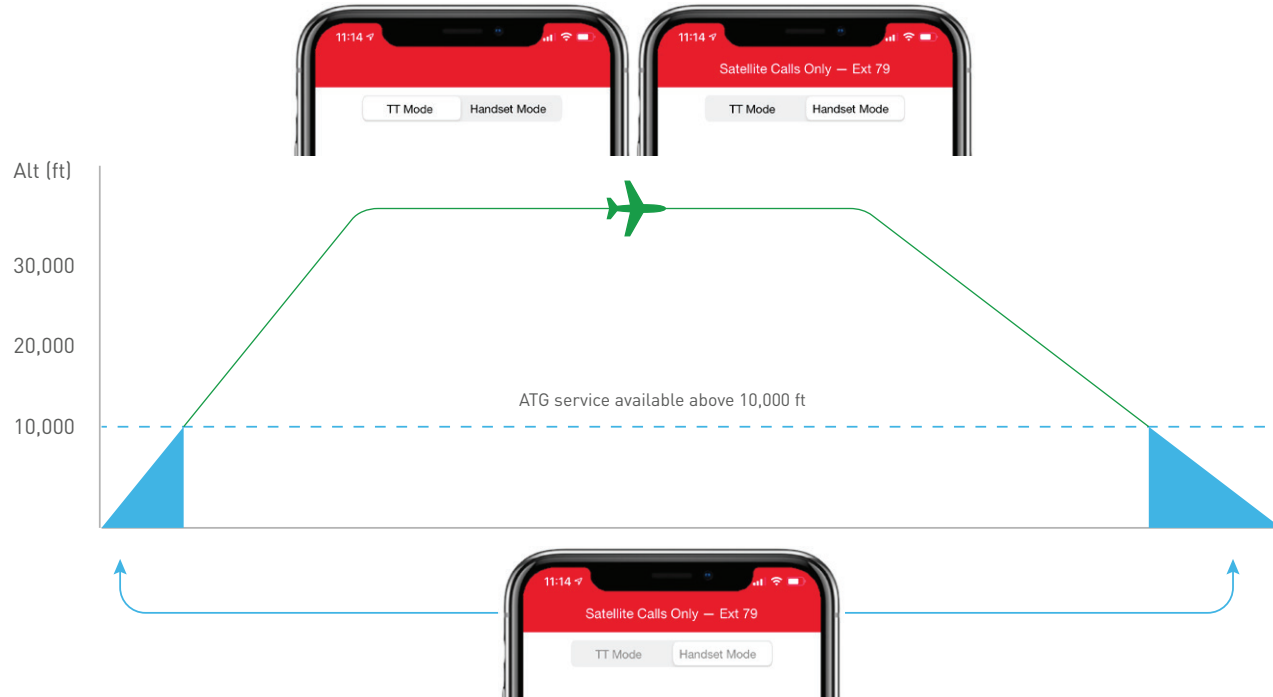 11:14
TT Mode Handset Mode
11:14
Satellite Calls Only — Ext 79
TT Mode Handset Mode
Alt (ft)
30,000
20,000
ATG service available above 10,000 ft
10,000
11:14
Satellite Calls Only — Ext 79
TT Mode Handset Mode